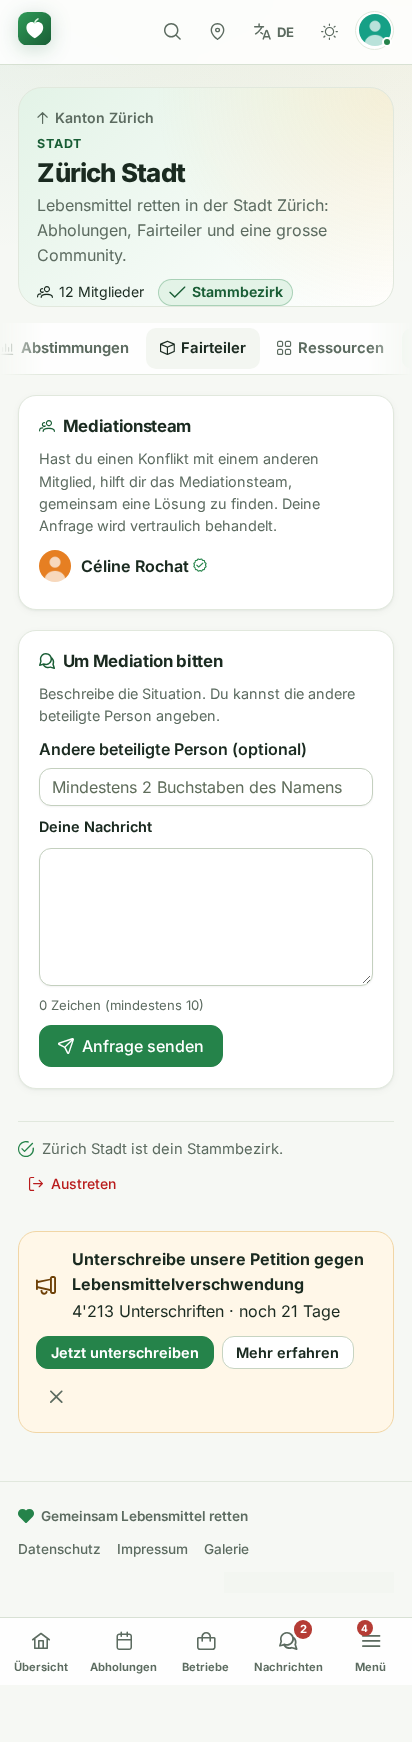 DE
Kanton Zürich
STADT
Zürich Stadt
Lebensmittel retten in der Stadt Zürich:
Abholungen, Fairteiler und eine grosse
Community.
12 Mitglieder Stammbezirk
Abstimmungen Fairteiler Ressourcen
Mediationsteam
Hast du einen Konflikt mit einem anderen
Mitglied, hilft dir das Mediationsteam,
gemeinsam eine Lösung zu finden. Deine
Anfrage wird vertraulich behandelt.
Céline Rochat
Um Mediation bitten
Beschreibe die Situation. Du kannst die andere
beteiligte Person angeben.
Andere beteiligte Person (optional)
Mindestens 2 Buchstaben des Namens
Deine Nachricht
0 Zeichen (mindestens 10)
Anfrage senden
Zürich Stadt ist dein Stammbezirk.
Austreten
Unterschreibe unsere Petition gegen
Lebensmittelverschwendung
4'213 Unterschriften · noch 21 Tage
Jetzt unterschreiben Mehr erfahren
Gemeinsam Lebensmittel retten
Datenschutz Impressum Galerie
2 4
Übersicht Abholungen Betriebe Nachrichten Menü